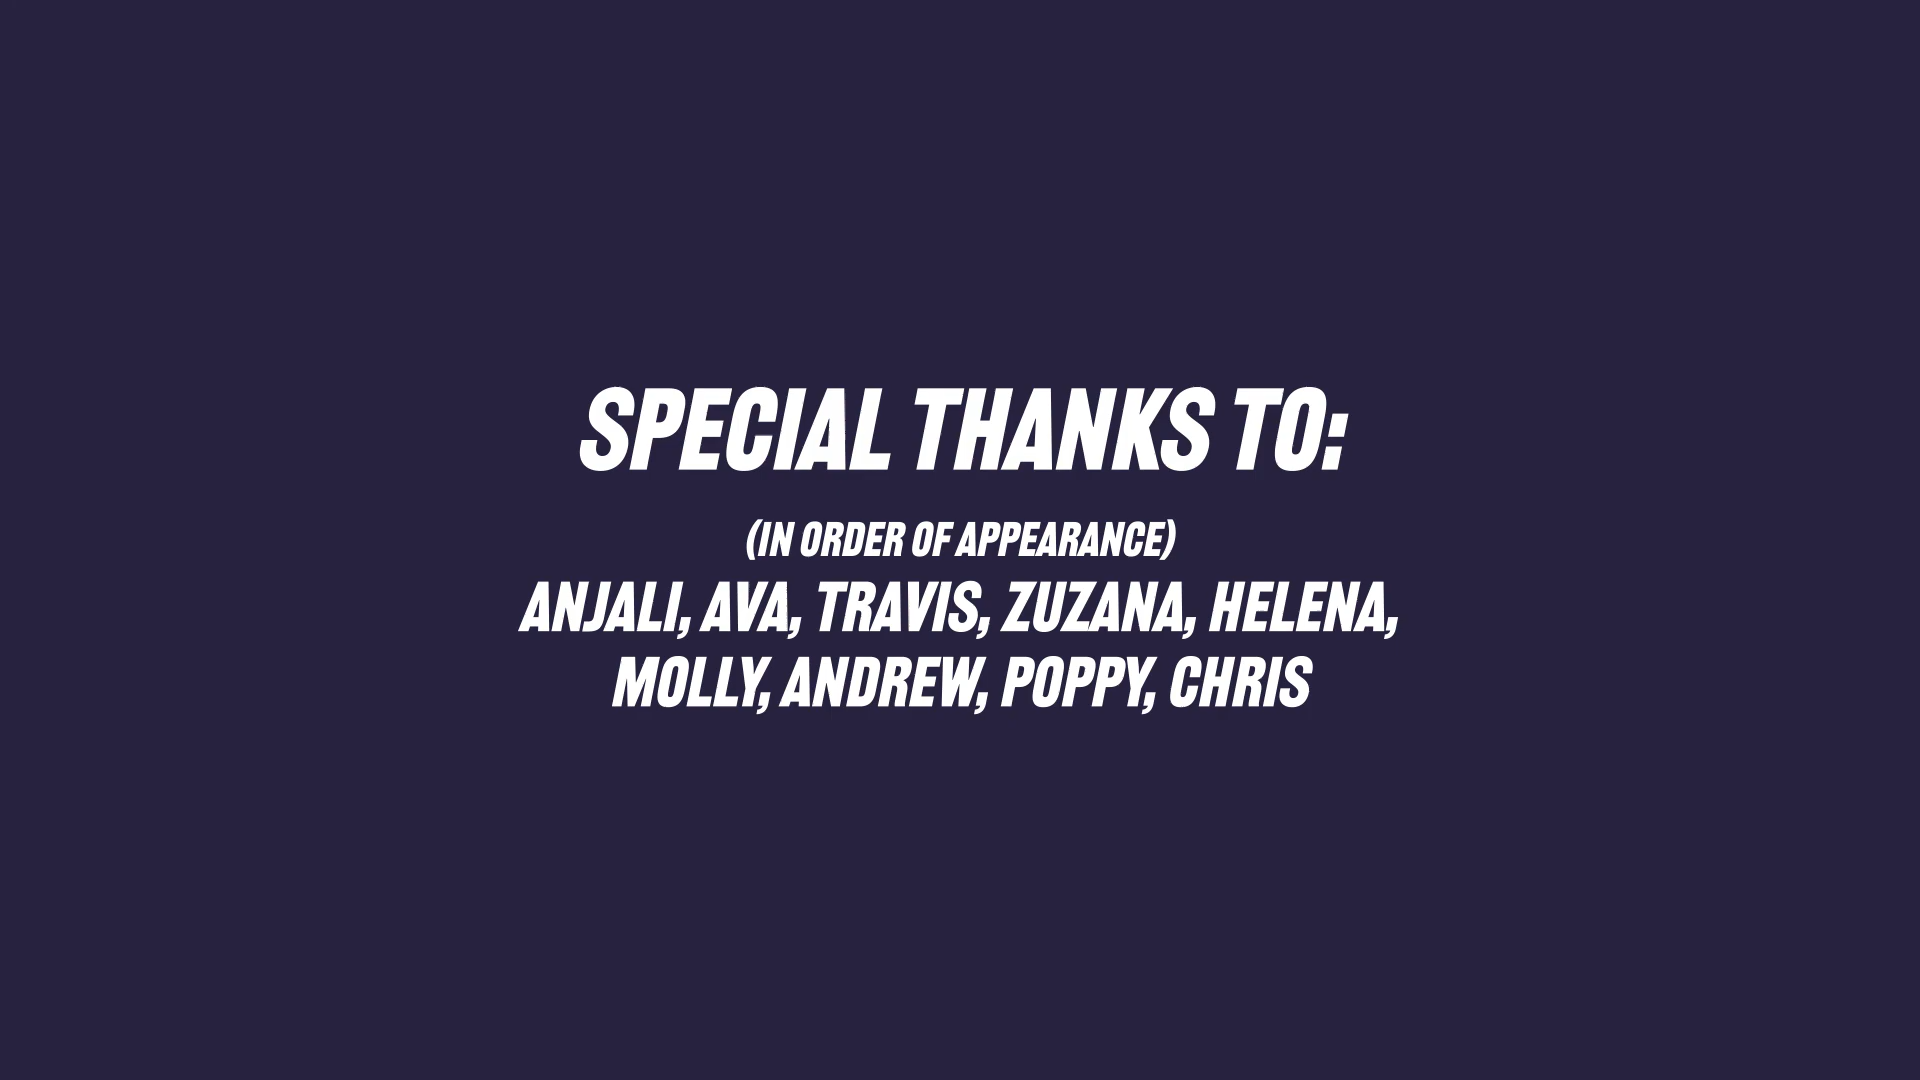 SPECIAL THANKS TO:
(IN ORDER OF APPEARANCE)
ANJALI, AVA, TRAVIS, ZUZANA, HELENA,
MOLLY, ANDREW, POPPY, CHRIS